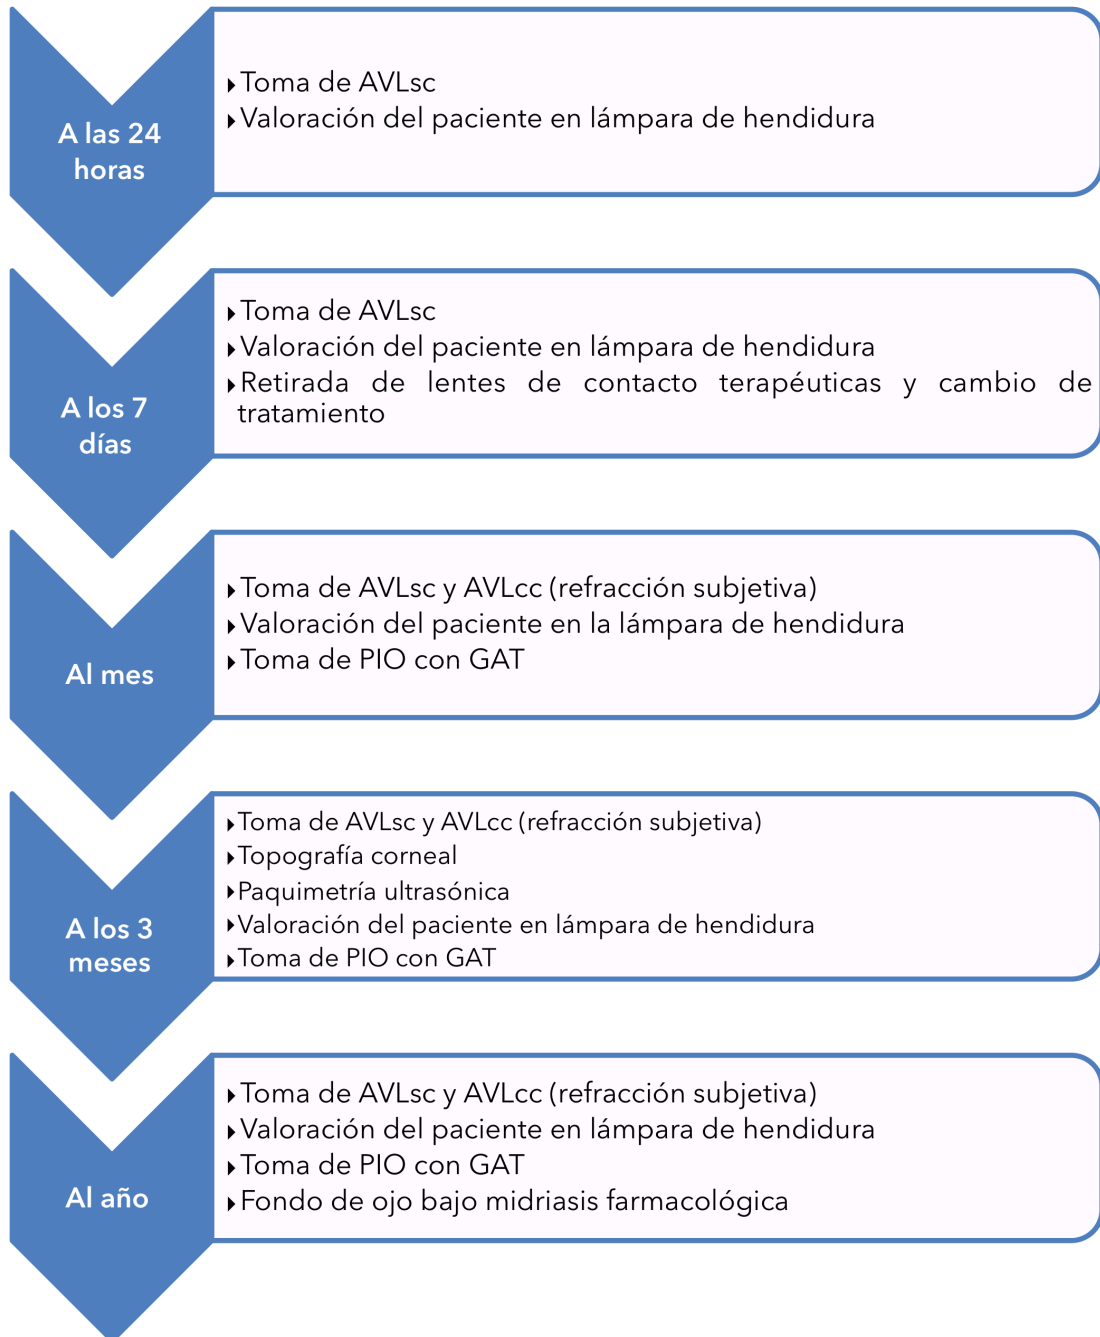 A las 24
horas
▸Toma de AVLsc
▸Valoración del paciente en lámpara de hendidura
A los 7
días
▸Toma de AVLsc
▸Valoración del paciente en lámpara de hendidura
▸Retirada de lentes de contacto terapéuticas y cambio de
tratamiento
Al mes
▸Toma de AVLsc y AVLcc (refracción subjetiva)
▸Valoración del paciente en la lámpara de hendidura
▸Toma de PIO con GAT
A los 3
meses
▸Toma de AVLsc y AVLcc (refracción subjetiva)
▸Topografía corneal
▸Paquimetría ultrasónica
▸Valoración del paciente en lámpara de hendidura
▸Toma de PIO con GAT
Al año
▸Toma de AVLsc y AVLcc (refracción subjetiva)
▸Valoración del paciente en lámpara de hendidura
▸Toma de PIO con GAT
▸Fondo de ojo bajo midriasis farmacológica